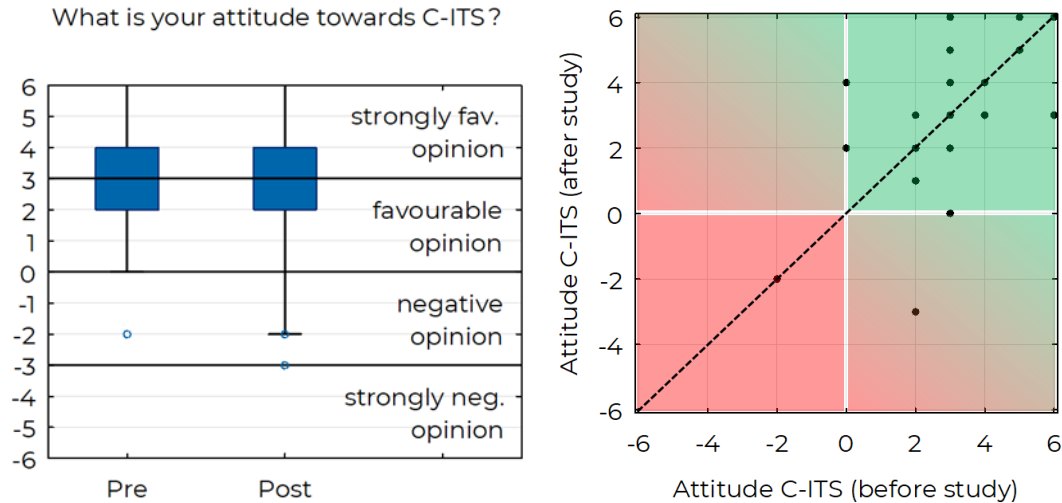 What is your attitude towards C-ITS?
6
5
4
3
2
1
0
-1
-2
-3
-4
-5
-6
strongly fav.
opinion
favourable
opinion
negative
opinion
strongly neg.
opinion
Pre
Post
Attitude C-ITS (after study)
6
4
2
0
-2
-4
-6
-6
-4
-2
0
2
4
6
Attitude C-ITS (before study)